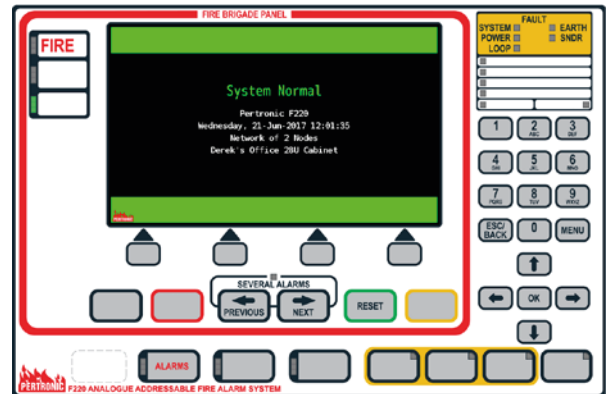 FIRE BRIGADE PANEL
FIRE
System Normal
Pertronic F220
Wednesday, 21-Jun-2017 12:01:35
Network of 2 Nodes
Derek's Office 28U Cabinet
PERTRONIC
SEVERAL ALARMS
PREVIOUS
NEXT
RESET
ALARMS
PERTRONIC
F220 ANALOGUE ADDRESSABLE FIRE ALARM SYSTEM
FAULT
SYSTEM
EARTH
POWER
SNDR
LOOP
1
2 ABC
3 DEF
4 GHI
5 JKL
6 MNO
7 PQRS
8 TUV
9 WXYZ
ESC/
BACK
0
MENU
OK